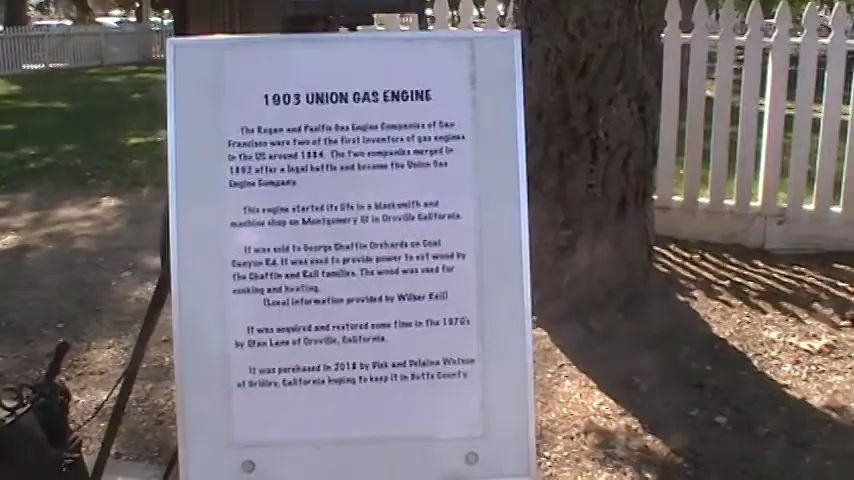 1903 UNION GAS ENGINE
The Regan and Pacific Gas Engine Companies of San
Francisco were two of the first inventors of gas engines
in the US around 1884. The two companies merged in
1892 after a legal battle and became the Union Gas
Engine Company.
This engine started its life in a blacksmith and
machine shop on Montgomery St in Oroville California.
It was sold to George Chaffin Orchards on Coal
Canyon Rd. It was used to provide power to cut wood by
the Chaffin and Keil families. The wood was used for
cooking and heating.
(Local information provided by Wilber Keil)
It was acquired and restored some time in the 1970's
by Stan Lane of Oroville, California.
It was purchased in 2018 by Rick and Delaina Watson
of Gridley, California hoping to keep it in Butte County.